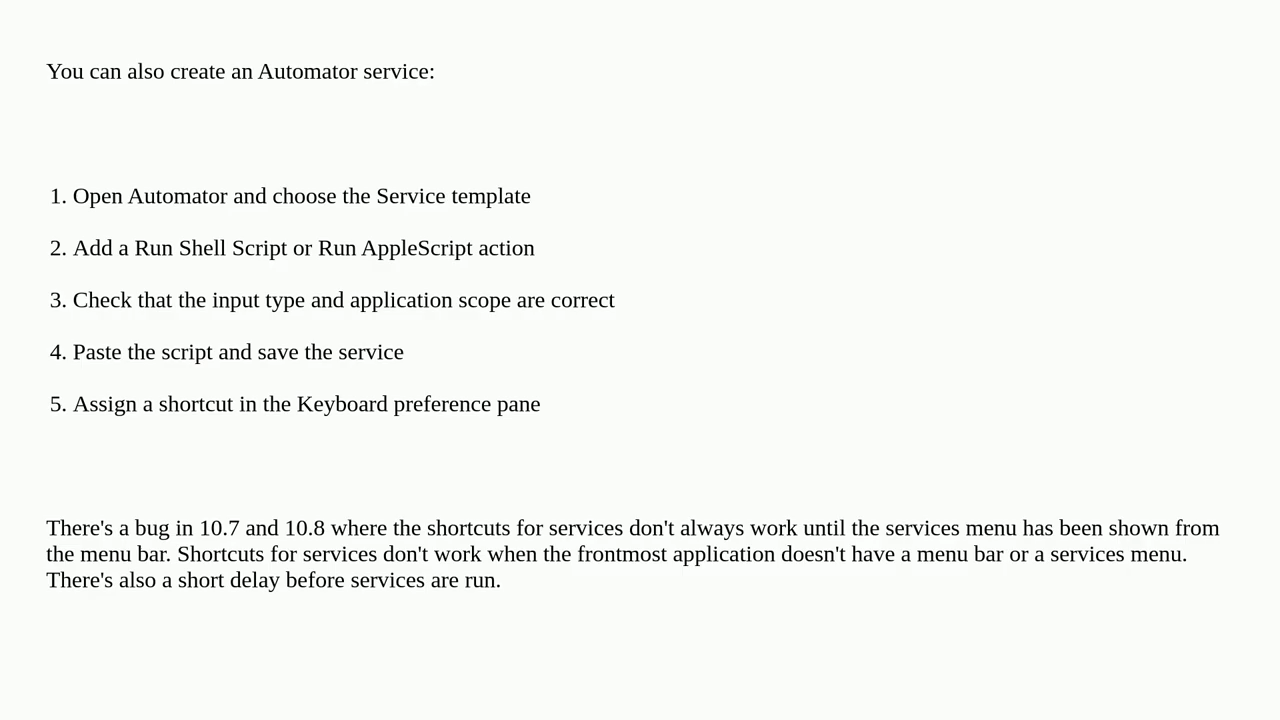 You can also create an Automator service:
1. Open Automator and choose the Service template
2. Add a Run Shell Script or Run AppleScript action
3. Check that the input type and application scope are correct
4. Paste the script and save the service
5. Assign a shortcut in the Keyboard preference pane
There's a bug in 10.7 and 10.8 where the shortcuts for services don't always work until the services menu has been shown from
the menu bar. Shortcuts for services don't work when the frontmost application doesn't have a menu bar or a services menu.
There's also a short delay before services are run.